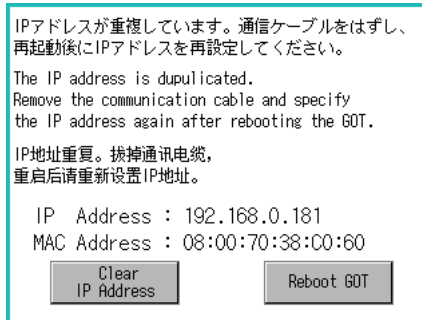 IPアドレスが重複しています。通信ケーブルをはずし、
再起動後にIPアドレスを再設定してください。
The IP address is dupulicated.
Remove the communication cable and specify
the IP address again after rebooting the GOT.
IP地址重复。拔掉通讯电缆，
重启后请重新设置IP地址。
IP Address : 192.168.0.181
MAC Address : 08:00:70:38:C0:60
Clear
IP Address
Reboot GOT